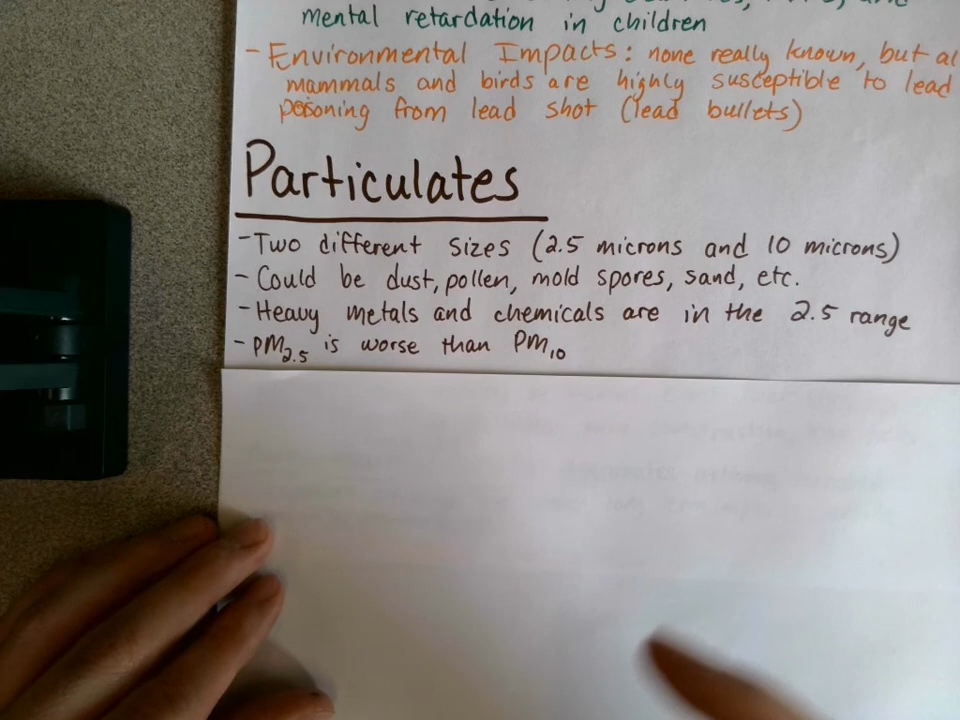 mental retardation in children
- Environmental Impacts: none really known, but al
mammals and birds are highly susceptible to lead
poisoning from lead shot (lead bullets)
Particulates
- Two different sizes (2.5 microns and 10 microns)
- Could be dust, pollen, mold spores, sand, etc.
- Heavy metals and chemicals are in the 2.5 range
- PM2.5 is worse than PM10